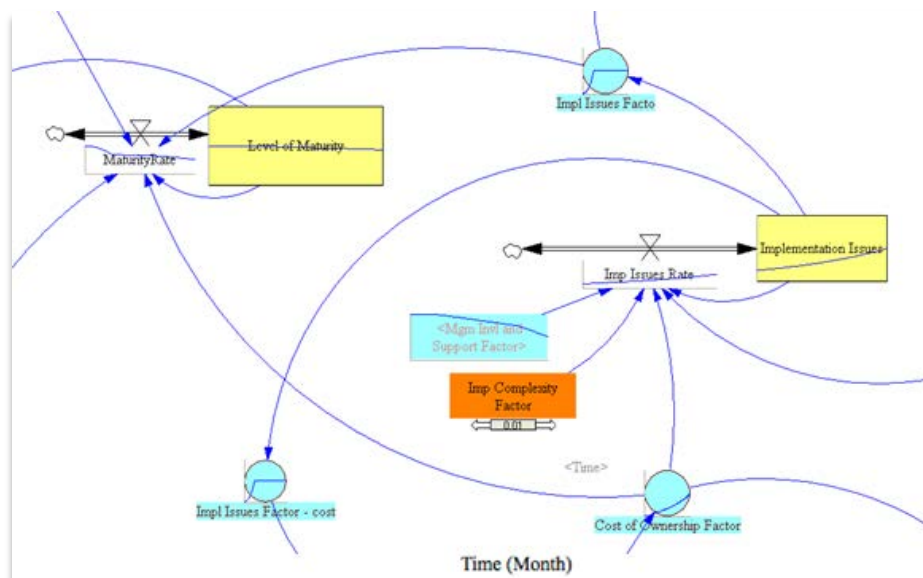 Impl Issues Facto
Level of Maturity
MaturityRate
Implementation Issues
Imp Issues Rate
<Mgm Invl and
Support Factor>
Imp Complexity
Factor
0.01
<Time>
Impl Issues Factor - cost
Cost of Ownership Factor
Time (Month)